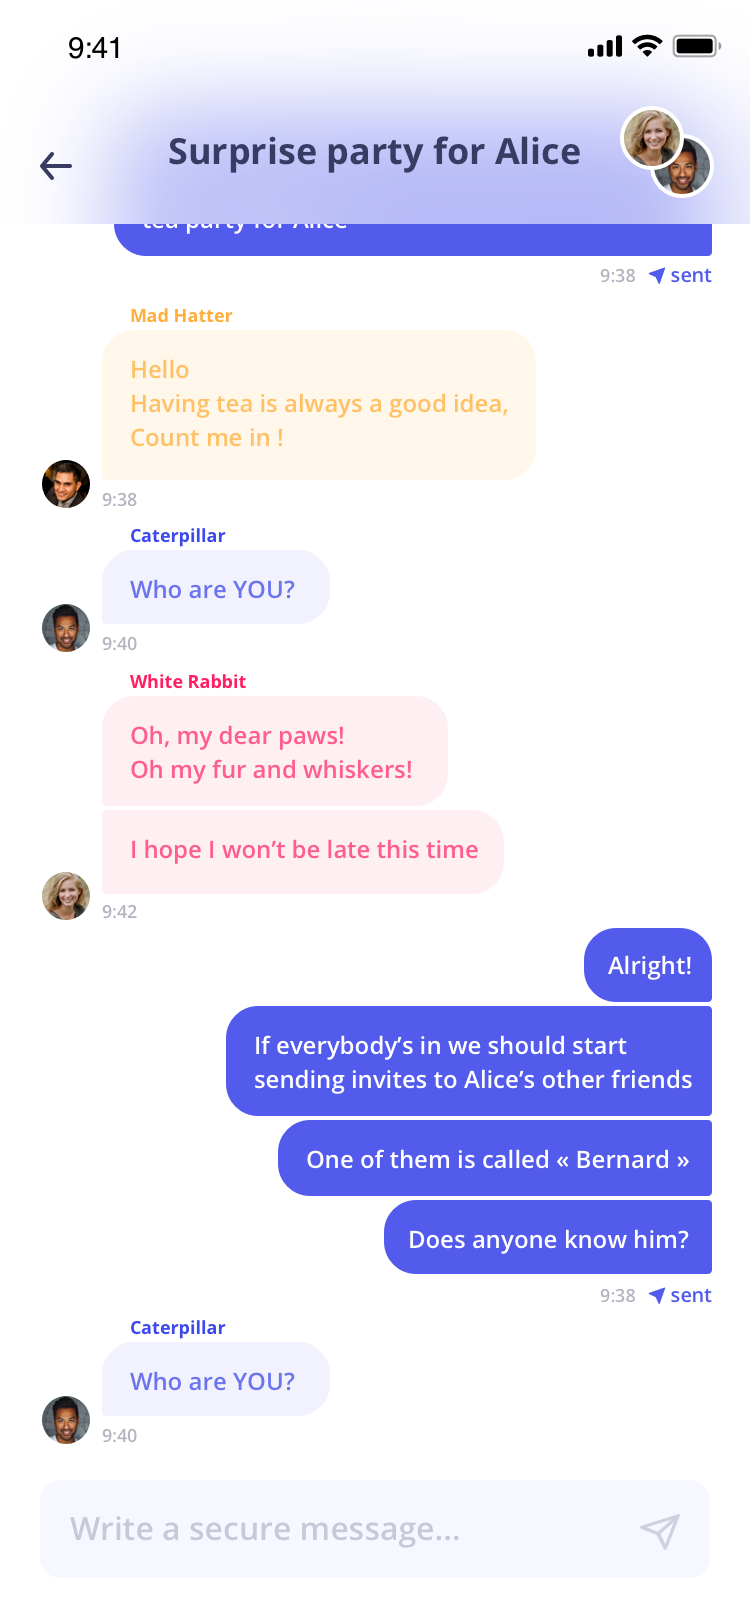 9:41
Surprise party for Alice
tea party for Alice
9:38 sent
Mad Hatter
Hello
Having tea is always a good idea,
Count me in !
9:38
Caterpillar
Who are YOU?
9:40
White Rabbit
Oh, my dear paws!
Oh my fur and whiskers!
I hope I won’t be late this time
9:42
Alright!
If everybody’s in we should start
sending invites to Alice’s other friends
One of them is called « Bernard »
Does anyone know him?
9:38 sent
Caterpillar
Who are YOU?
9:40
Write a secure message...